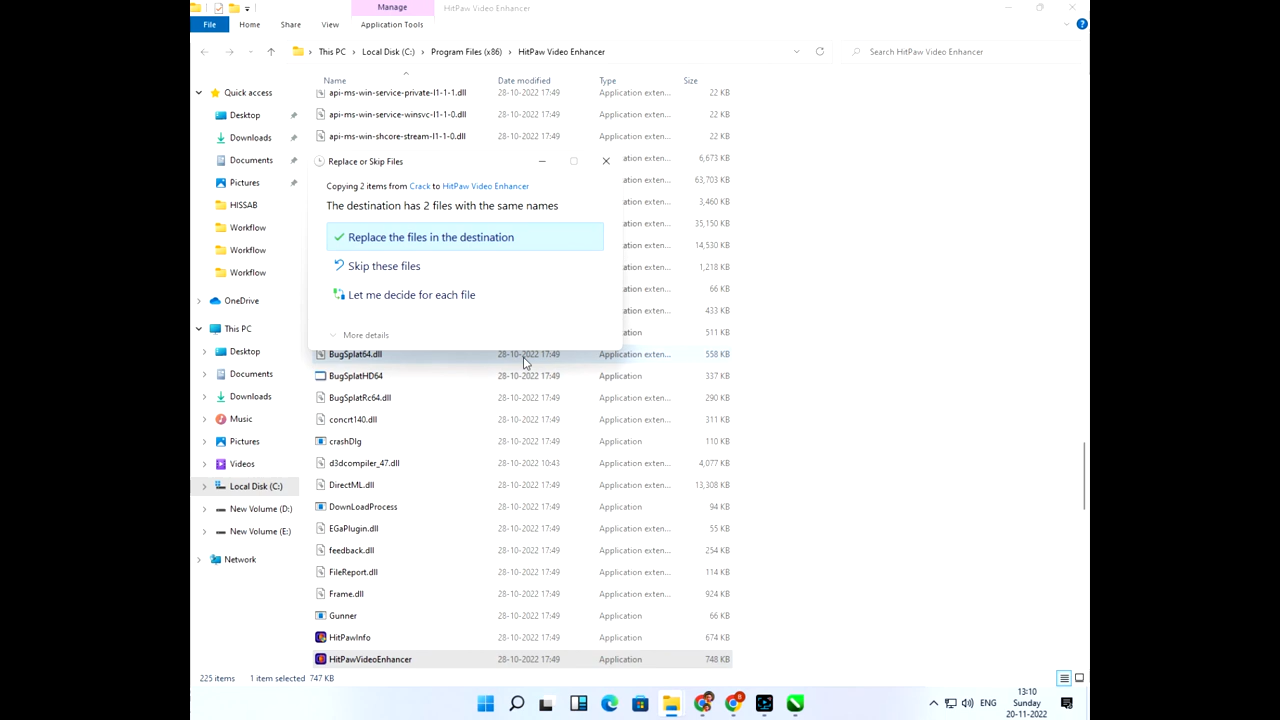 Manage
HitPaw Video Enhancer
File
Home
Share
View
Application Tools
This PC
Local Disk (C:)
Program Files (x86)
HitPaw Video Enhancer
Search HitPaw Video Enhancer
Name
Date modified
Type
Size
Quick access
Desktop
Downloads
Documents
Pictures
HISSAB
Workflow
Workflow
Workflow
OneDrive
This PC
Desktop
Documents
Downloads
Music
Pictures
Videos
Local Disk (C:)
New Volume (D:)
New Volume (E:)
Network
api-ms-win-service-private-l1-1-1.dll 28-10-2022 17:49 Application exten... 22 KB
api-ms-win-service-winsvc-l1-1-0.dll 28-10-2022 17:49 Application exten... 22 KB
api-ms-win-shcore-stream-l1-1-0.dll 28-10-2022 17:49 Application exten... 22 KB
ication exten... 6,673 KB
ication exten... 63,703 KB
ication exten... 3,460 KB
ication exten... 35,150 KB
ication exten... 14,530 KB
ication exten... 1,218 KB
ication exten... 66 KB
ication exten... 433 KB
ication 511 KB
Replace or Skip Files
Copying 2 items from Crack to HitPaw Video Enhancer
The destination has 2 files with the same names
Replace the files in the destination
Skip these files
Let me decide for each file
More details
BugSplat64.dll 28-10-2022 17:49 Application exten... 558 KB
BugSplatHD64 28-10-2022 17:49 Application 337 KB
BugSplatRc64.dll 28-10-2022 17:49 Application exten... 290 KB
concrt140.dll 28-10-2022 17:49 Application exten... 311 KB
crashDlg 28-10-2022 17:49 Application 110 KB
d3dcompiler_47.dll 28-10-2022 10:43 Application exten... 4,077 KB
DirectML.dll 28-10-2022 17:49 Application exten... 13,308 KB
DownLoadProcess 28-10-2022 17:49 Application 94 KB
EGaPlugin.dll 28-10-2022 17:49 Application exten... 55 KB
feedback.dll 28-10-2022 17:49 Application exten... 254 KB
FileReport.dll 28-10-2022 17:49 Application exten... 114 KB
Frame.dll 28-10-2022 17:49 Application exten... 924 KB
Gunner 28-10-2022 17:49 Application 66 KB
HitPawInfo 28-10-2022 17:49 Application 674 KB
HitPawVideoEnhancer 28-10-2022 17:49 Application 748 KB
225 items
1 item selected 747 KB
ENG
13:10
Sunday
20-11-2022